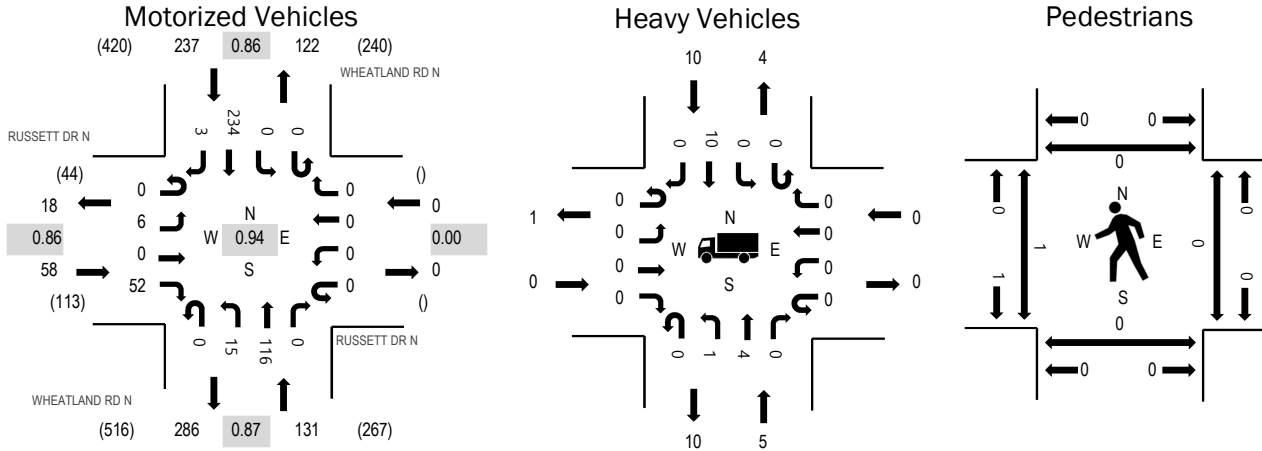 Motorized Vehicles
(420) 237 0.86 122 (240)
WHEATLAND RD N
RUSSETT DR N
3 234 0 0
(44) 0 0 ()
18 6 0 0
0.86 0 N W 0.94 E S 0 0.00
58 52 0 0
(113) ()
0 15 116 0
RUSSETT DR N
WHEATLAND RD N
(516) 286 0.87 131 (267)
Heavy Vehicles
10 4
0 10 0 0
0 0
1 0 N 0 0
W E
0 0 S 0 0
0 0
0 1 4 0
10 5
Pedestrians
0 0
0
0 N 0
W E
1 1 0 0
S
0
0 0